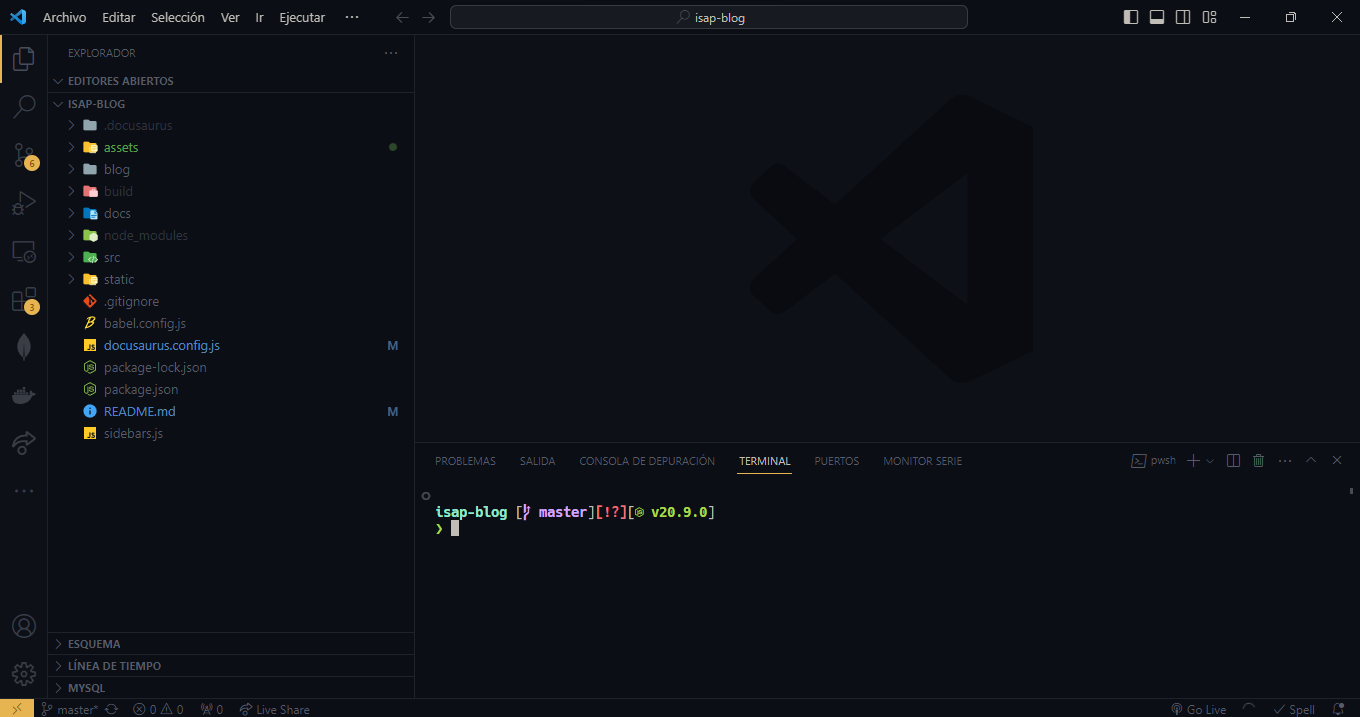 Archivo Editar Selección Ver Ir Ejecutar ··· isap-blog
EXPLORADOR
EDITORES ABIERTOS
ISAP-BLOG
.docusaurus
assets
blog
build
docs
node_modules
src
static
.gitignore
babel.config.js
docusaurus.config.js M
package-lock.json
package.json
README.md M
sidebars.js
6
3
ESQUEMA
LÍNEA DE TIEMPO
MYSQL
PROBLEMAS SALIDA CONSOLA DE DEPURACIÓN TERMINAL PUERTOS MONITOR SERIE pwsh
isap-blog [ master][!?][ v20.9.0]
❯
master* 0 0 0 Live Share Go Live Spell